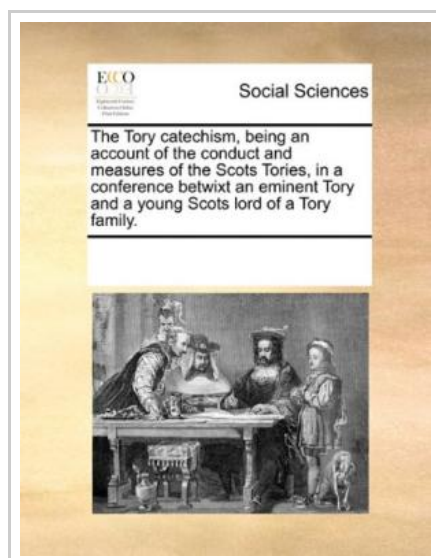 ECCO
Social Sciences
The Tory catechism, being an
account of the conduct and
measures of the Scots Tories, in a
conference betwixt an eminent Tory
and a young Scots lord of a Tory
family.